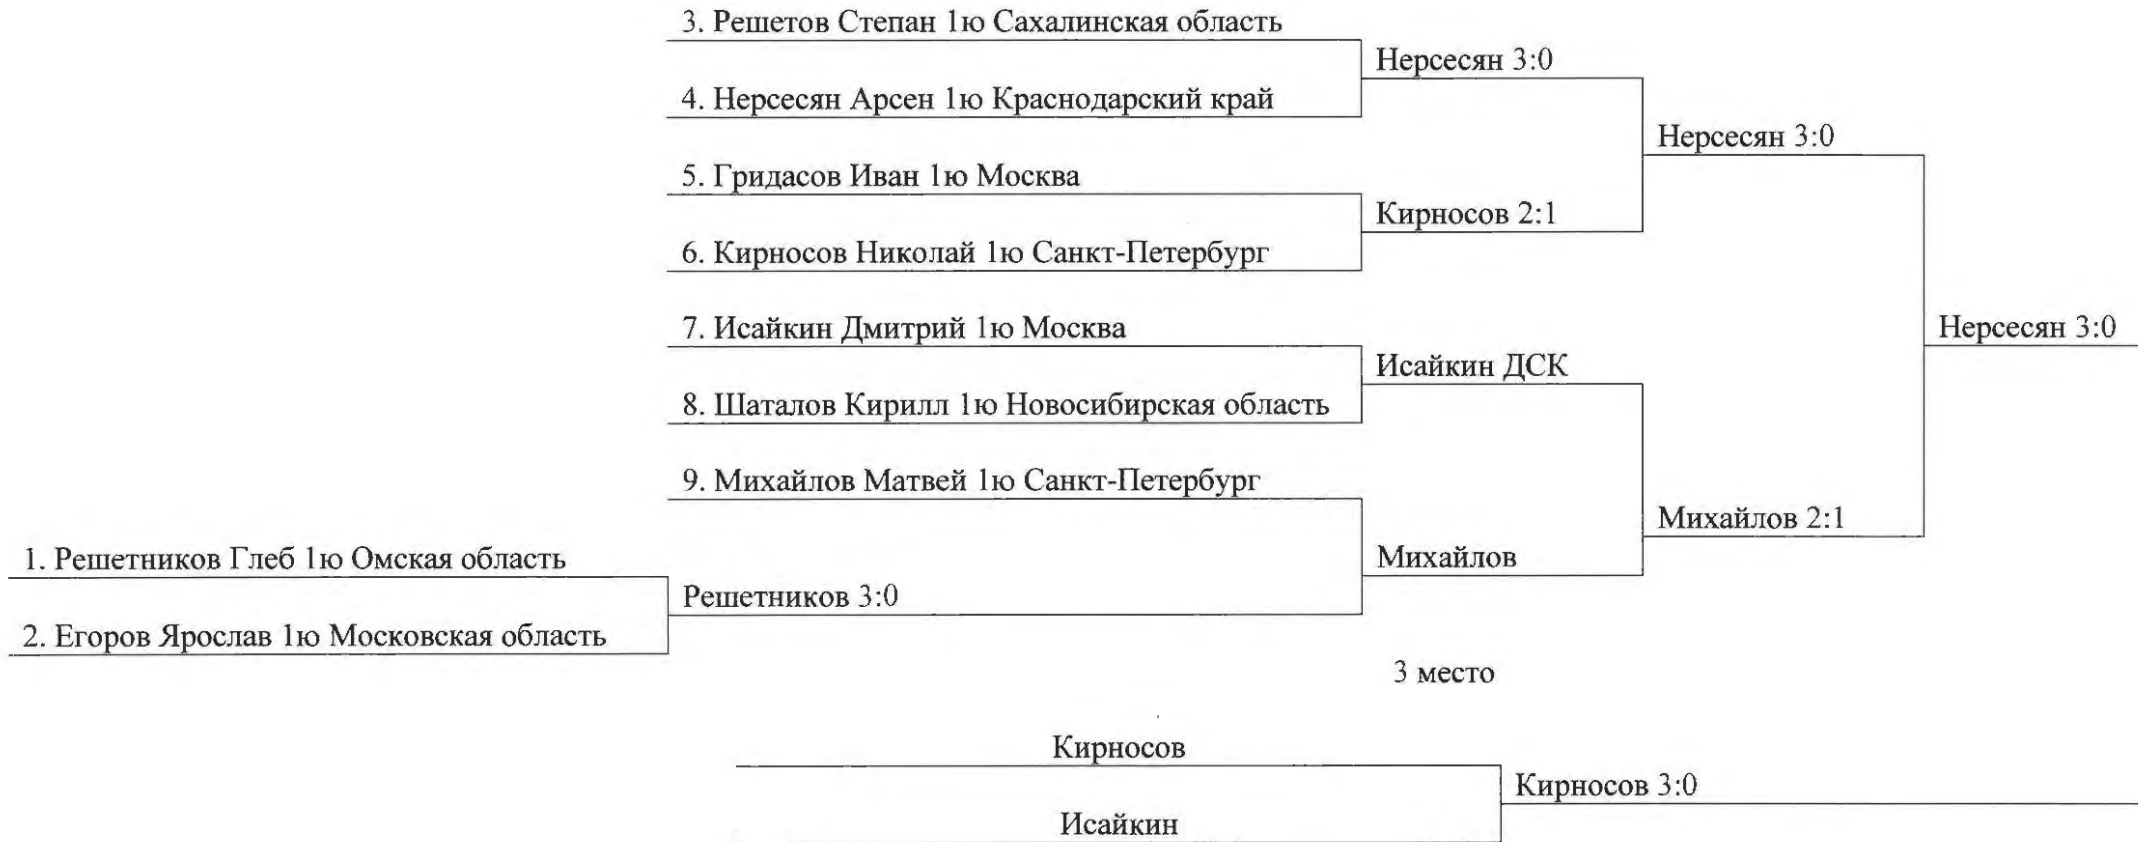 3. Решетов Степан 1ю Сахалинская область
Нерсесян 3:0
4. Нерсесян Арсен 1ю Краснодарский край
Нерсесян 3:0
5. Гридасов Иван 1ю Москва
Кирносов 2:1
6. Кирносов Николай 1ю Санкт-Петербург
7. Исайкин Дмитрий 1ю Москва
Нерсесян 3:0
Исайкин ДСК
8. Шаталов Кирилл 1ю Новосибирская область
9. Михайлов Матвей 1ю Санкт-Петербург
Михайлов 2:1
1. Решетников Глеб 1ю Омская область
Михайлов
Решетников 3:0
2. Егоров Ярослав 1ю Московская область
3 место
Кирносов
Кирносов 3:0
Исайкин